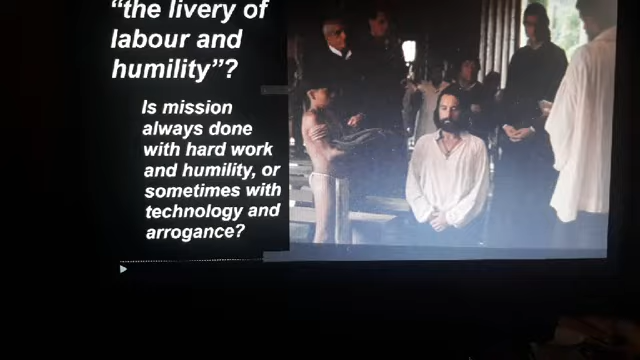 “the livery of
labour and
humility”?
Is mission
always done
with hard work
and humility, or
sometimes with
technology and
arrogance?